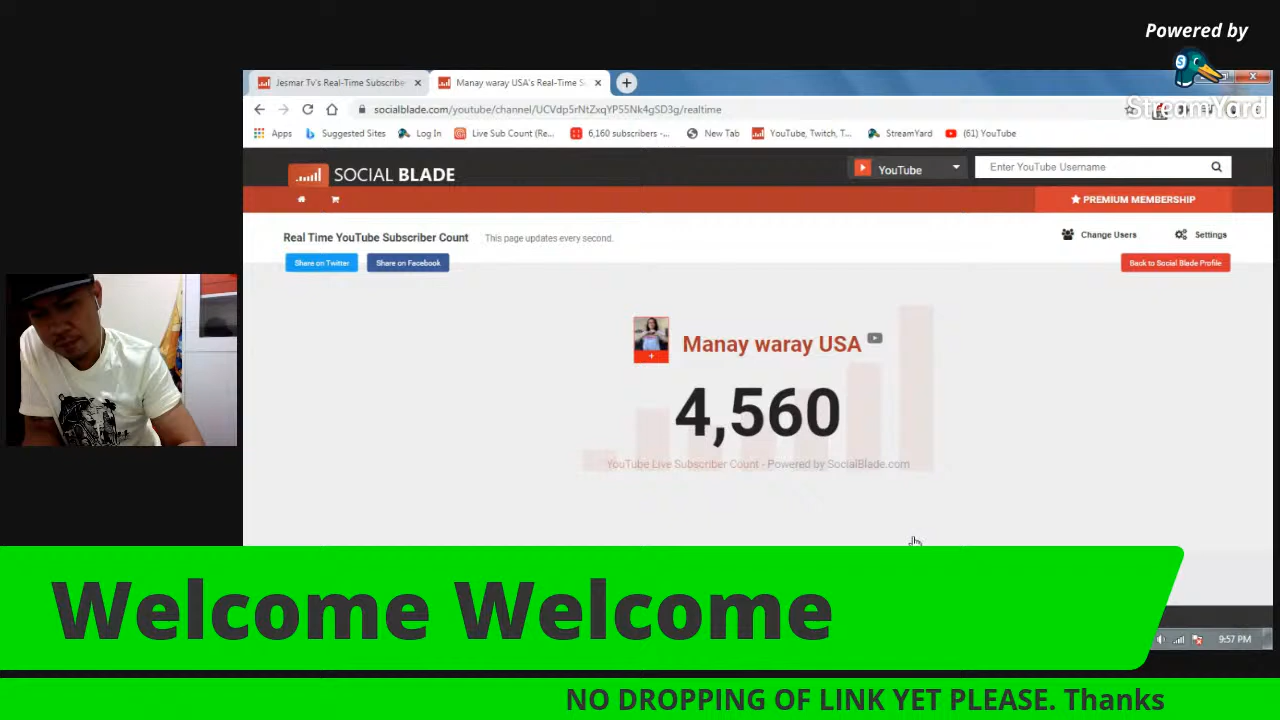 Powered by
StreamYard
Jesmar Tv's Real-Time Subscribe
Manay waray USA's Real-Time S
socialblade.com/youtube/channel/UCVdp5rNtZxqYP55Nk4gSD3g/realtime
Apps
Suggested Sites
Log In
Live Sub Count (Re...
6,160 subscribers -...
New Tab
YouTube, Twitch, T...
StreamYard
(61) YouTube
SOCIAL BLADE
YouTube
Enter YouTube Username
PREMIUM MEMBERSHIP
Real Time YouTube Subscriber Count
This page updates every second.
Change Users
Settings
Share on Twitter
Share on Facebook
Back to Social Blade Profile
Manay waray USA
4,560
YouTube Live Subscriber Count - Powered by SocialBlade.com
Welcome Welcome
9:57 PM
NO DROPPING OF LINK YET PLEASE. Thanks